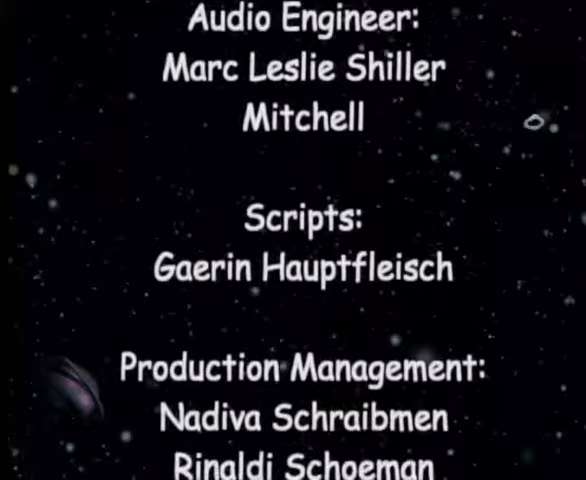 Audio Engineer:
Marc Leslie Shiller
Mitchell
Scripts:
Gaerin Hauptfleisch
Production Management:
Nadiva Schraibmen
Rinaldi Schoeman